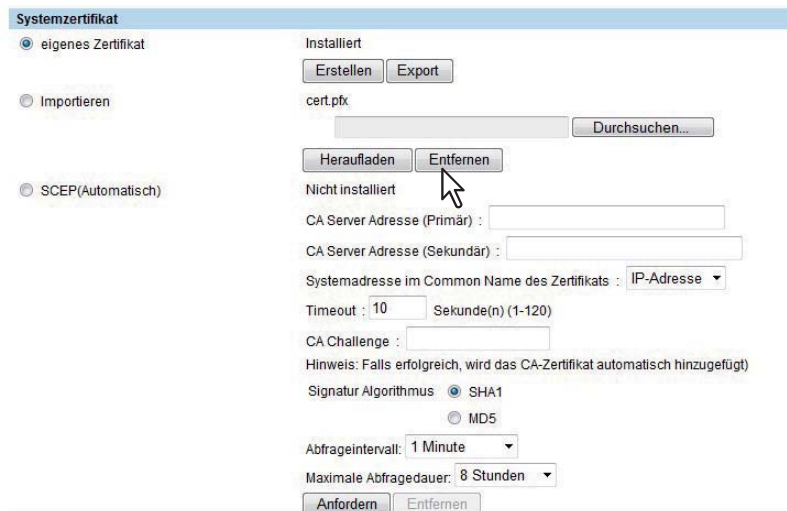 Systemzertifikat
eigenes Zertifikat Installiert
Erstellen Export
Importieren cert.pfx
Durchsuchen...
Heraufladen Entfernen
SCEP(Automatisch) Nicht installiert
CA Server Adresse (Primär) :
CA Server Adresse (Sekundär) :
Systemadresse im Common Name des Zertifikats : IP-Adresse
Timeout : 10 Sekunde(n) (1-120)
CA Challenge :
Hinweis: Falls erfolgreich, wird das CA-Zertifikat automatisch hinzugefügt)
Signatur Algorithmus SHA1
MD5
Abfrageintervall: 1 Minute
Maximale Abfragedauer: 8 Stunden
Anfordern Entfernen